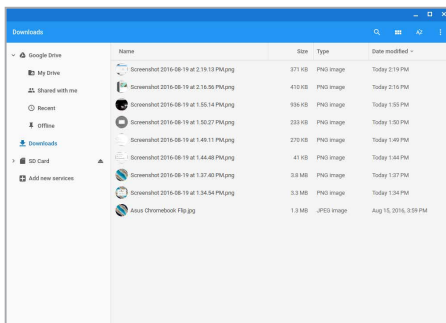 Downloads
Google Drive
My Drive
Shared with me
Recent
Offline
Downloads
SD Card
Add new services
Name Size Type Date modified
Screenshot 2016-08-19 at 2.19.13 PM.png 371 KB PNG image Today 2:19 PM
Screenshot 2016-08-19 at 2.16.56 PM.png 410 KB PNG image Today 2:16 PM
Screenshot 2016-08-19 at 1.55.14 PM.png 936 KB PNG image Today 1:55 PM
Screenshot 2016-08-19 at 1.50.27 PM.png 233 KB PNG image Today 1:50 PM
Screenshot 2016-08-19 at 1.49.11 PM.png 270 KB PNG image Today 1:49 PM
Screenshot 2016-08-19 at 1.44.48 PM.png 41 KB PNG image Today 1:44 PM
Screenshot 2016-08-19 at 1.37.40 PM.png 3.8 MB PNG image Today 1:37 PM
Screenshot 2016-08-19 at 1.34.54 PM.png 3.3 MB PNG image Today 1:34 PM
Asus Chromebook Flip.jpg 1.3 MB JPEG image Aug 15, 2016, 3:59 PM